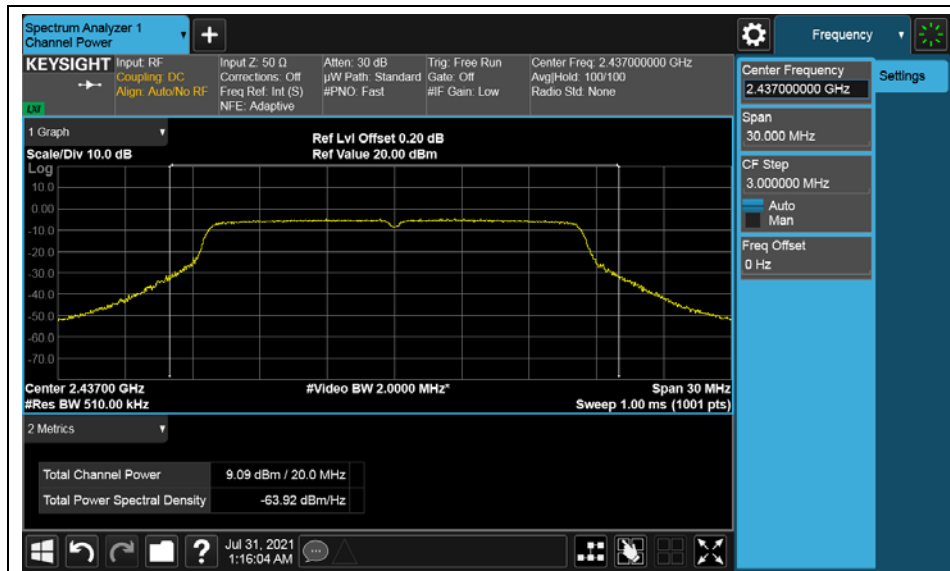 Spectrum Analyzer 1
Channel Power
+
Frequency
KEYSIGHT
LXI
Input: RF
Coupling: DC
Align: Auto/No RF
Input Z: 50 Ω
Corrections: Off
Freq Ref: Int (S)
NFE: Adaptive
Atten: 30 dB
µW Path: Standard
#PNO: Fast
Trig: Free Run
Gate: Off
#IF Gain: Low
Center Freq: 2.437000000 GHz
Avg|Hold: 100/100
Radio Std: None
Center Frequency
2.437000000 GHz
Settings
Span
30.000 MHz
CF Step
3.000000 MHz
Auto
Man
Freq Offset
0 Hz
1 Graph
Scale/Div 10.0 dB
Ref Lvl Offset 0.20 dB
Ref Value 20.00 dBm
Log
10.0
0.00
-10.0
-20.0
-30.0
-40.0
-50.0
-60.0
-70.0
Center 2.43700 GHz
#Res BW 510.00 kHz
#Video BW 2.0000 MHz*
Span 30 MHz
Sweep 1.00 ms (1001 pts)
2 Metrics
Total Channel Power 9.09 dBm / 20.0 MHz
Total Power Spectral Density -63.92 dBm/Hz
?
Jul 31, 2021
1:16:04 AM